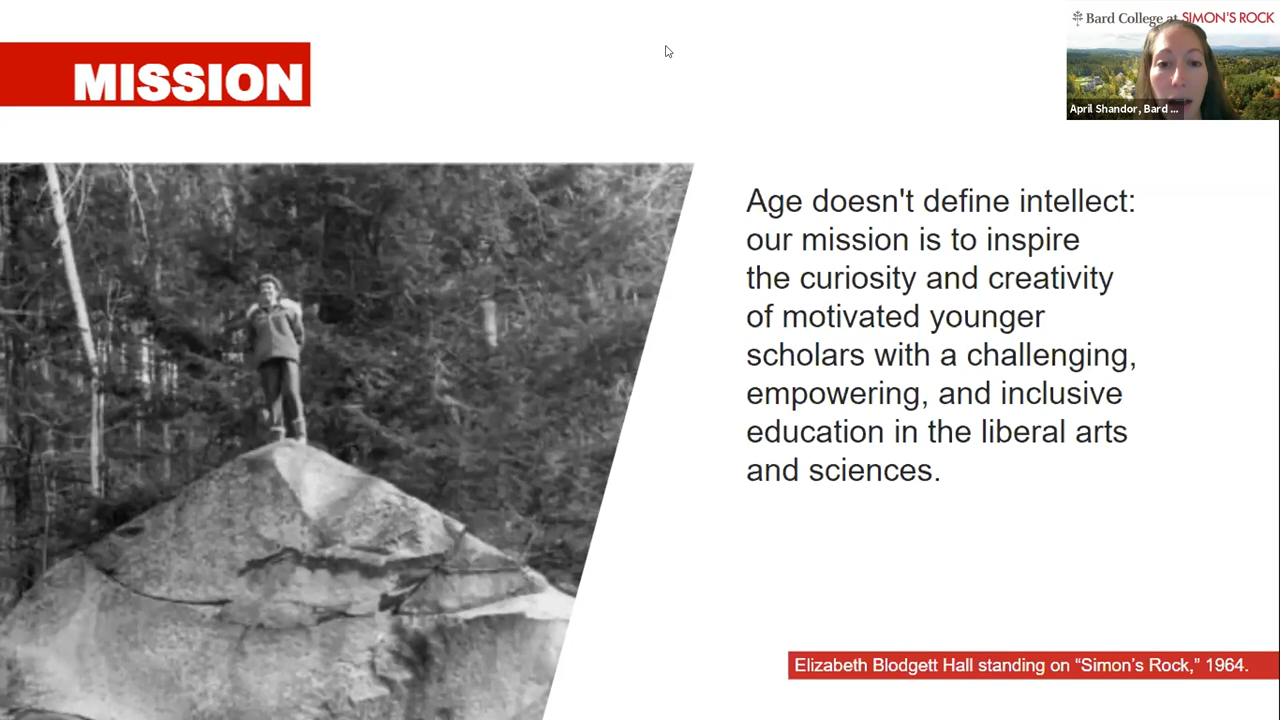 MISSION
Bard College at SIMON'S ROCK
April Shandor, Bard ...
Age doesn't define intellect:
our mission is to inspire
the curiosity and creativity
of motivated younger
scholars with a challenging,
empowering, and inclusive
education in the liberal arts
and sciences.
Elizabeth Blodgett Hall standing on “Simon’s Rock,” 1964.